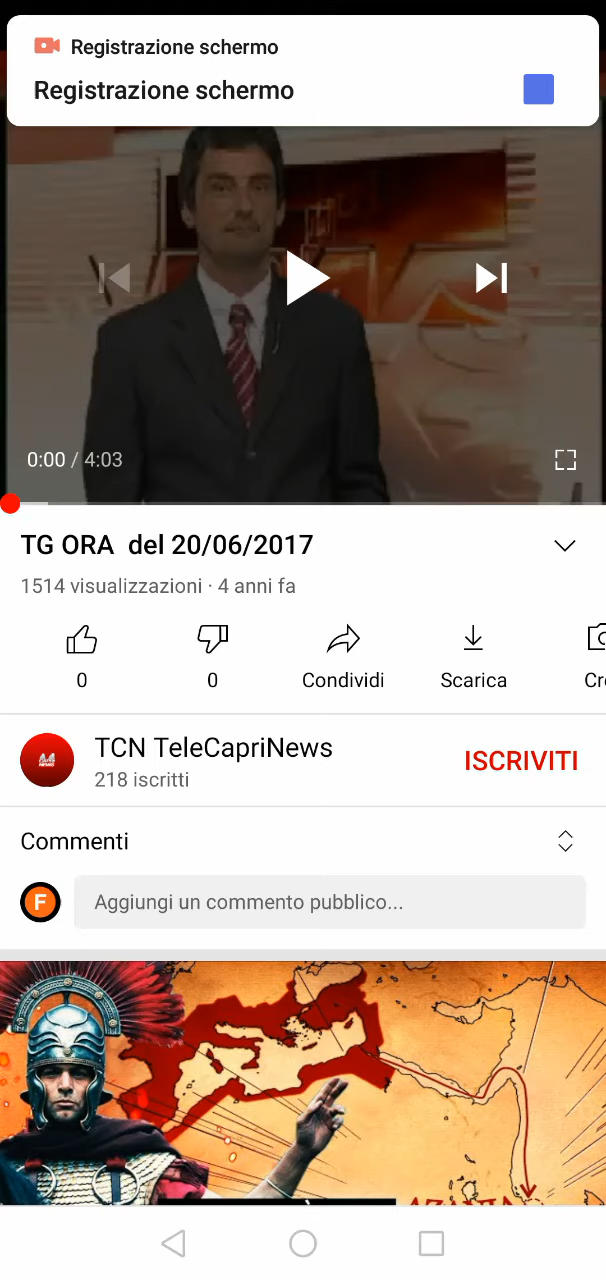 Registrazione schermo
Registrazione schermo
0:00 / 4:03
TG ORA del 20/06/2017
1514 visualizzazioni · 4 anni fa
0
0
Condividi
Scarica
TCN TeleCapriNews
218 iscritti
ISCRIVITI
Commenti
F
Aggiungi un commento pubblico...